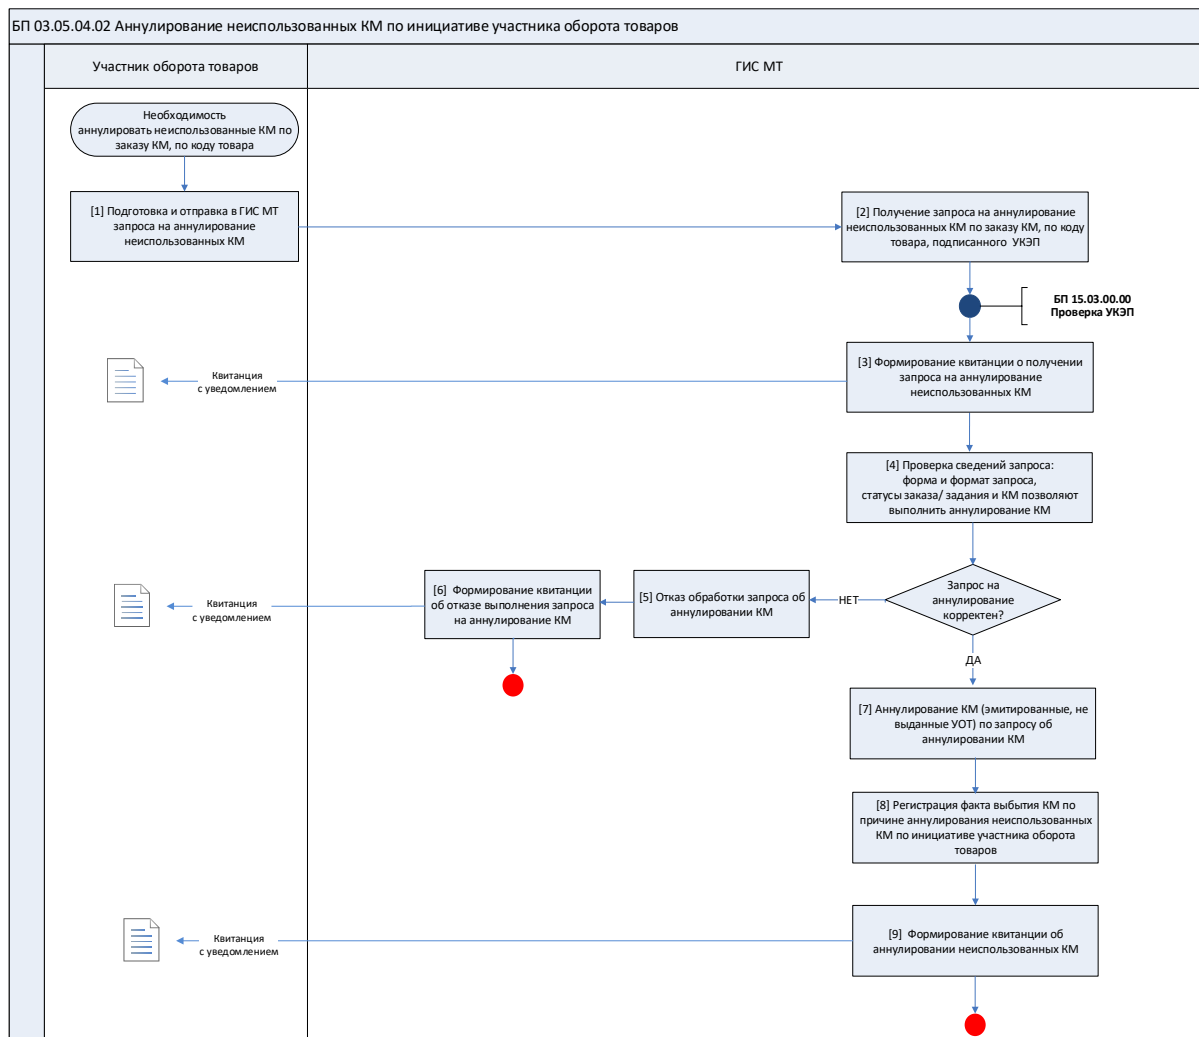 БП 03.05.04.02 Аннулирование неиспользованных КМ по инициативе участника оборота товаров
Участник оборота товаров
ГИС МТ
Необходимость
аннулировать неиспользованные КМ по
заказу КМ, по коду товара
[1] Подготовка и отправка в ГИС МТ
запроса на аннулирование
неиспользованных КМ
[2] Получение запроса на аннулирование
неиспользованных КМ по заказу КМ, по коду
товара, подписанного УКЭП
БП 15.03.00.00
Проверка УКЭП
[3] Формирование квитанции о получении
запроса на аннулирование
неиспользованных КМ
Квитанция
с уведомлением
[4] Проверка сведений запроса:
форма и формат запроса,
статусы заказа/ задания и КМ позволяют
выполнить аннулирование КМ
Запрос на
аннулирование
корректен?
НЕТ
[5] Отказ обработки запроса об
аннулировании КМ
[6] Формирование квитанции
об отказе выполнения запроса
на аннулирование КМ
Квитанция
с уведомлением
ДА
[7] Аннулирование КМ (эмитированные, не
выданные УОТ) по запросу об
аннулировании КМ
[8] Регистрация факта выбытия КМ по
причине аннулирования неиспользованных
КМ по инициативе участника оборота
товаров
[9] Формирование квитанции об
аннулировании неиспользованных КМ
Квитанция
с уведомлением